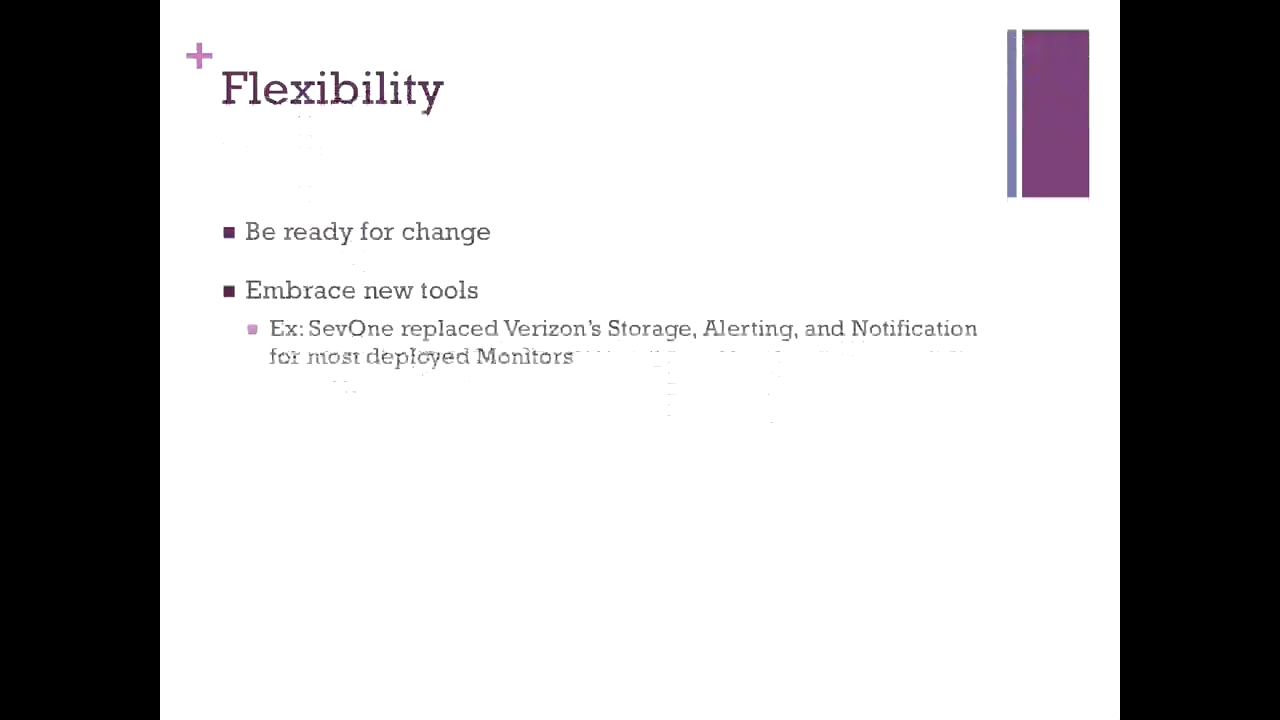 +
Flexibility
Be ready for change
Embrace new tools
Ex: SevOne replaced Verizon's Storage, Alerting, and Notification
for most deployed Monitors